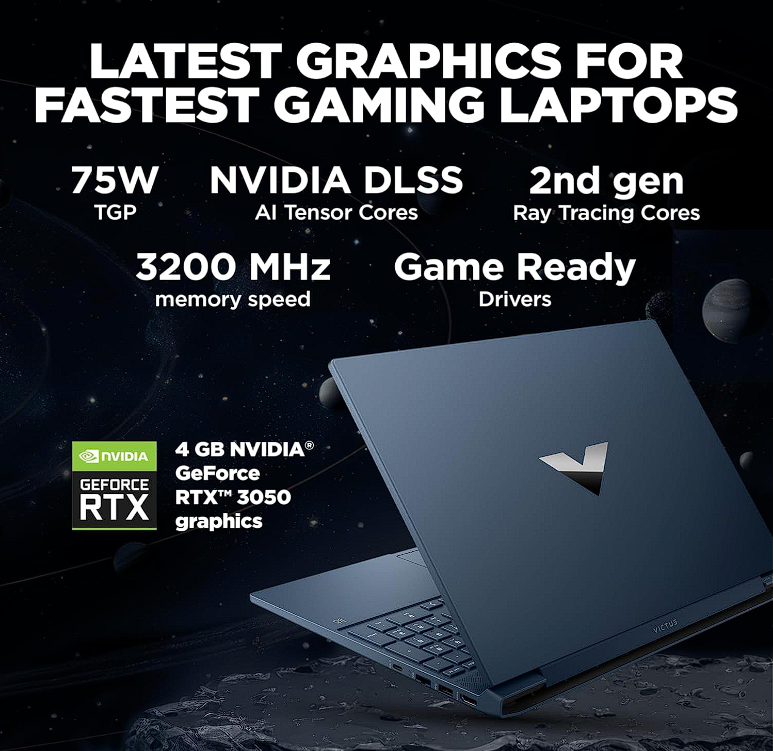 LATEST GRAPHICS FOR
FASTEST GAMING LAPTOPS
75W
TGP
NVIDIA DLSS
AI Tensor Cores
2nd gen
Ray Tracing Cores
3200 MHz
memory speed
Game Ready
Drivers
NVIDIA
GEFORCE
RTX
4 GB NVIDIA®
GeForce
RTX™ 3050
graphics
VICTUS